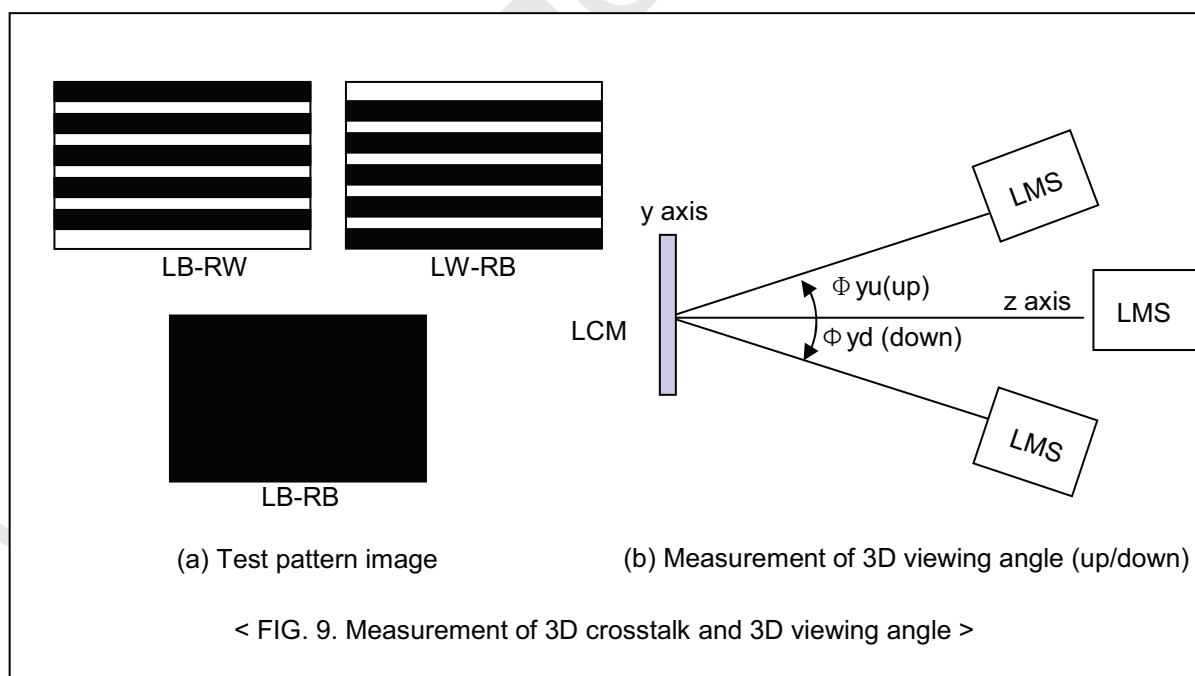 LB-RW
LW-RB
LB-RB
(a) Test pattern image
y axis
LCM
Φ yu(up)
z axis
Φ yd (down)
LMS
LMS
LMS
(b) Measurement of 3D viewing angle (up/down)
< FIG. 9. Measurement of 3D crosstalk and 3D viewing angle >